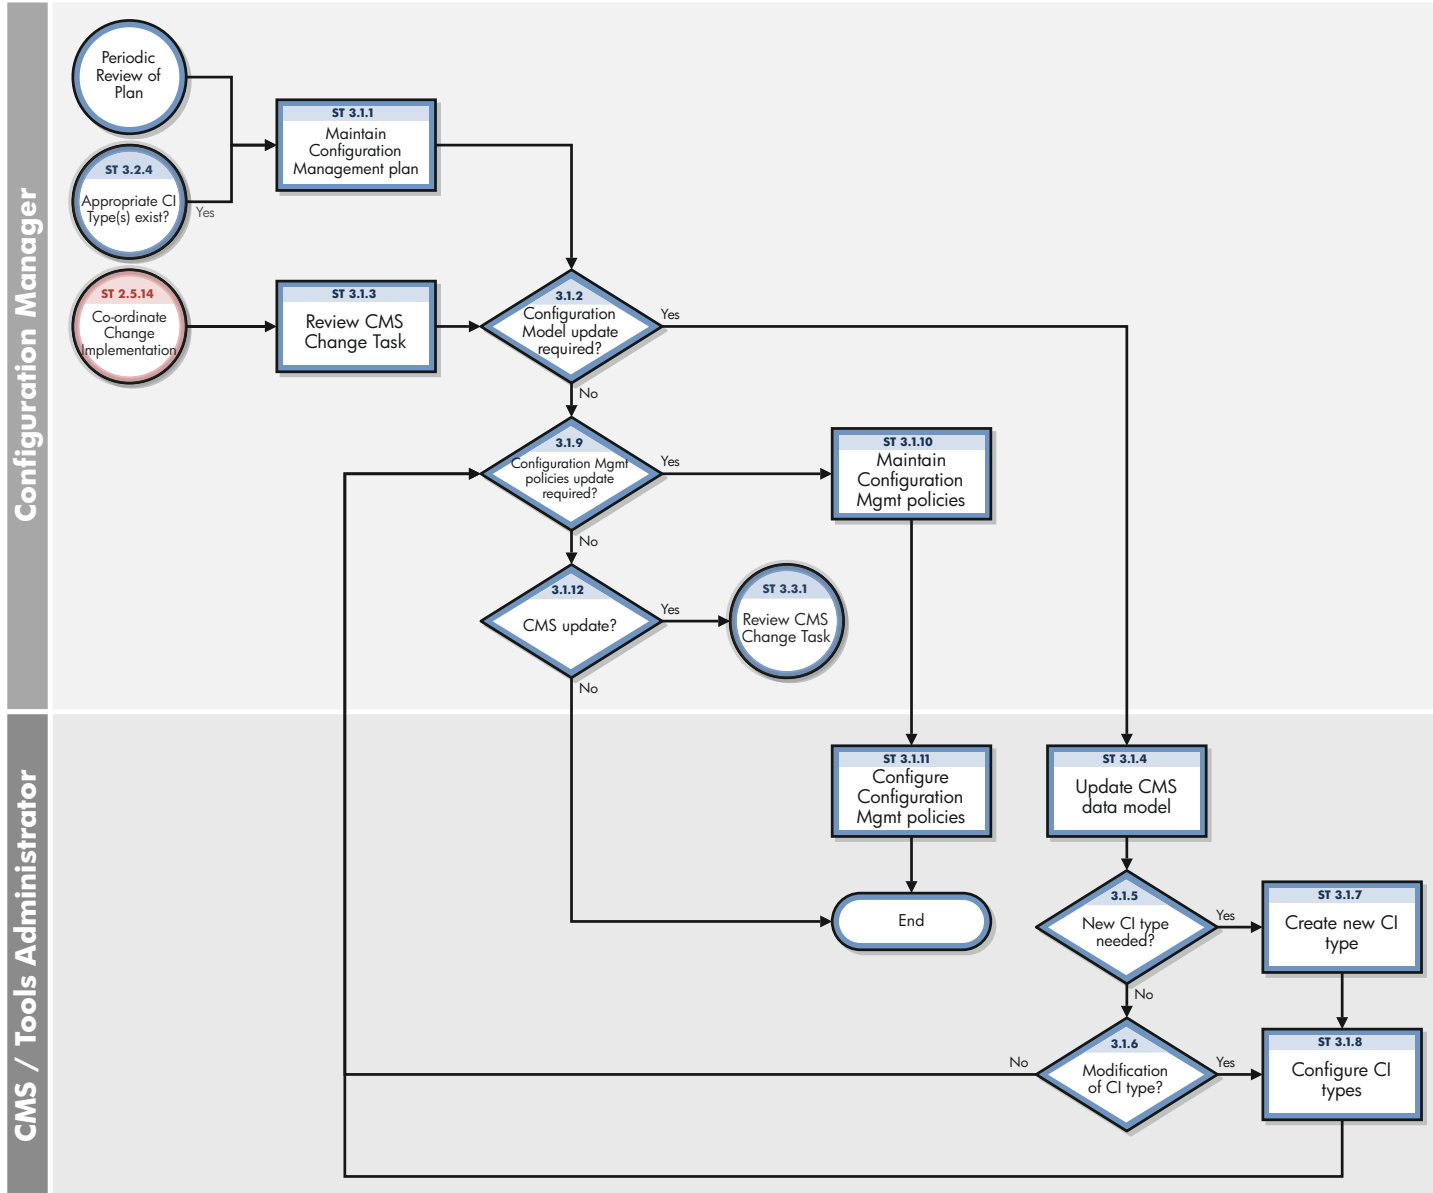 Configuration Manager
Periodic
Review of
Plan
ST 3.2.4
Appropriate CI
Type(s) exist?
Yes
ST 3.1.1
Maintain
Configuration
Management plan
ST 2.5.14
Co-ordinate
Change
Implementation
ST 3.1.3
Review CMS
Change Task
3.1.2
Configuration
Model update
required?
Yes
No
3.1.9
Configuration Mgmt
policies update
required?
Yes
No
ST 3.1.10
Maintain
Configuration
Mgmt policies
3.1.12
CMS update?
Yes
No
ST 3.3.1
Review CMS
Change Task
CMS / Tools Administrator
ST 3.1.11
Configure
Configuration
Mgmt policies
ST 3.1.4
Update CMS
data model
End
3.1.5
New CI type
needed?
Yes
No
ST 3.1.7
Create new CI
type
3.1.6
Modification
of CI type?
No
Yes
ST 3.1.8
Configure CI
types